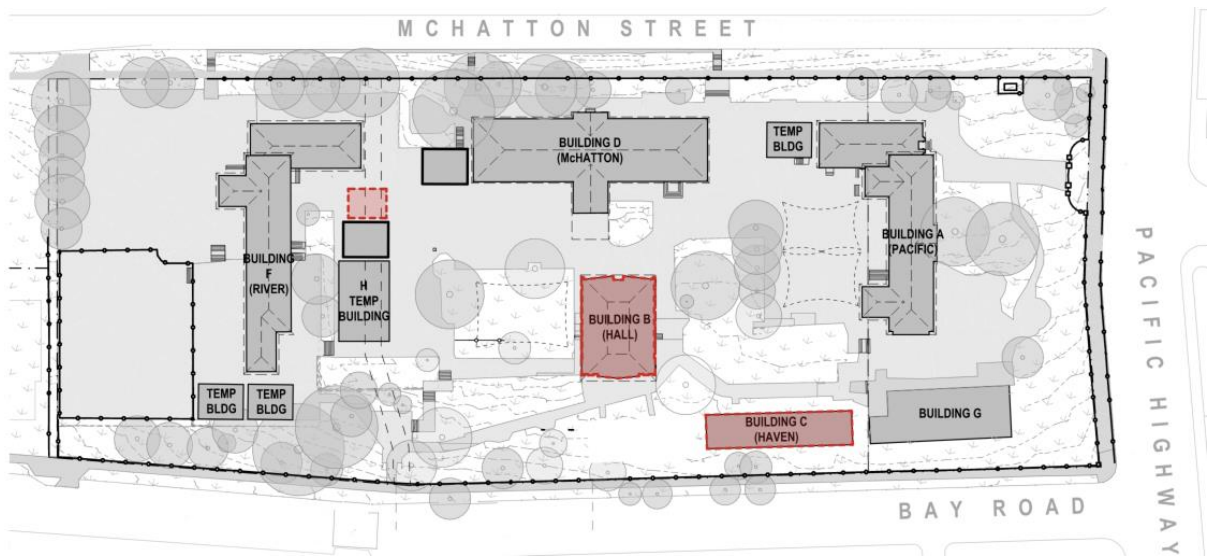 MCHATTON STREET
TEMP
BLDG
BUILDING D
(McHATTON)
BUILDING A
(PACIFIC)
BUILDING
F
(RIVER)
H
TEMP
BUILDING
BUILDING B
(HALL)
PACIFIC HIGHWAY
TEMP
BLDG
TEMP
BLDG
BUILDING C
(HAVEN)
BUILDING G
BAY ROAD